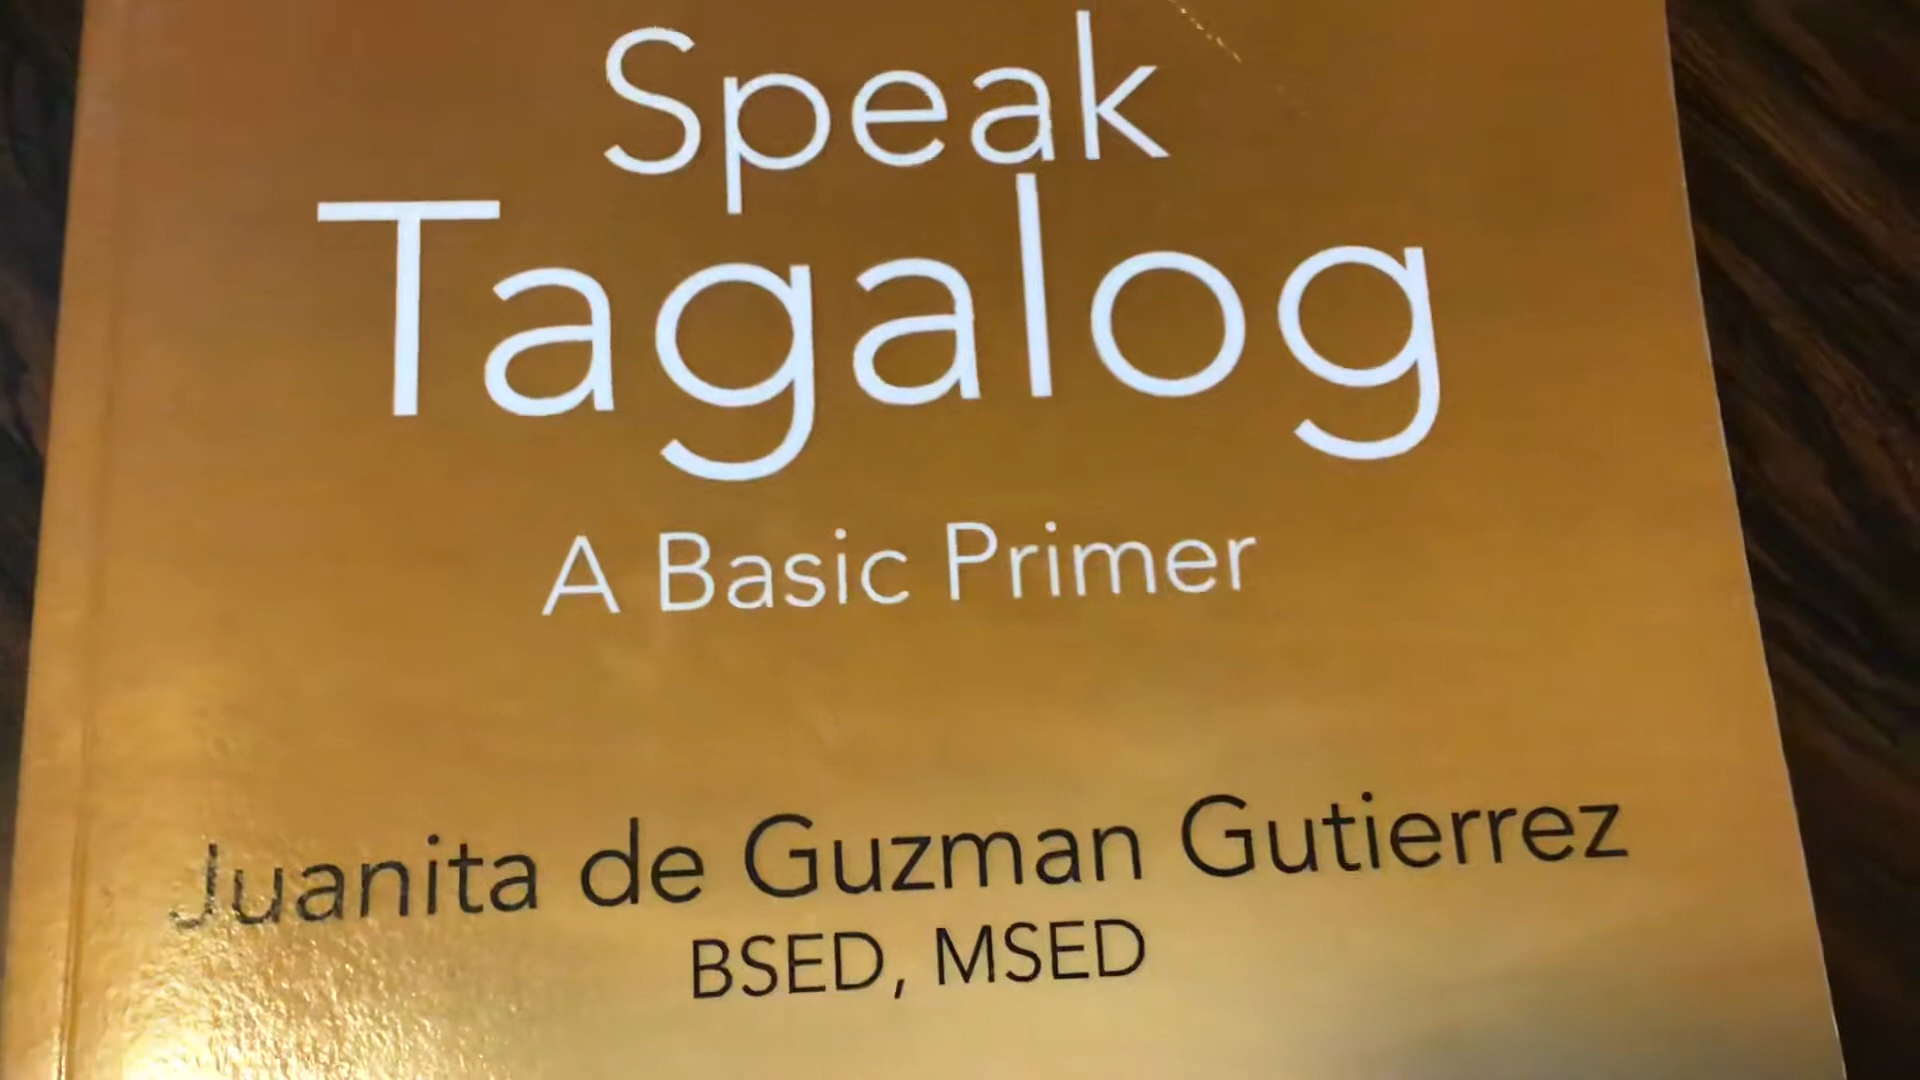 Speak
Tagalog
A Basic Primer
Juanita de Guzman Gutierrez
BSED, MSED